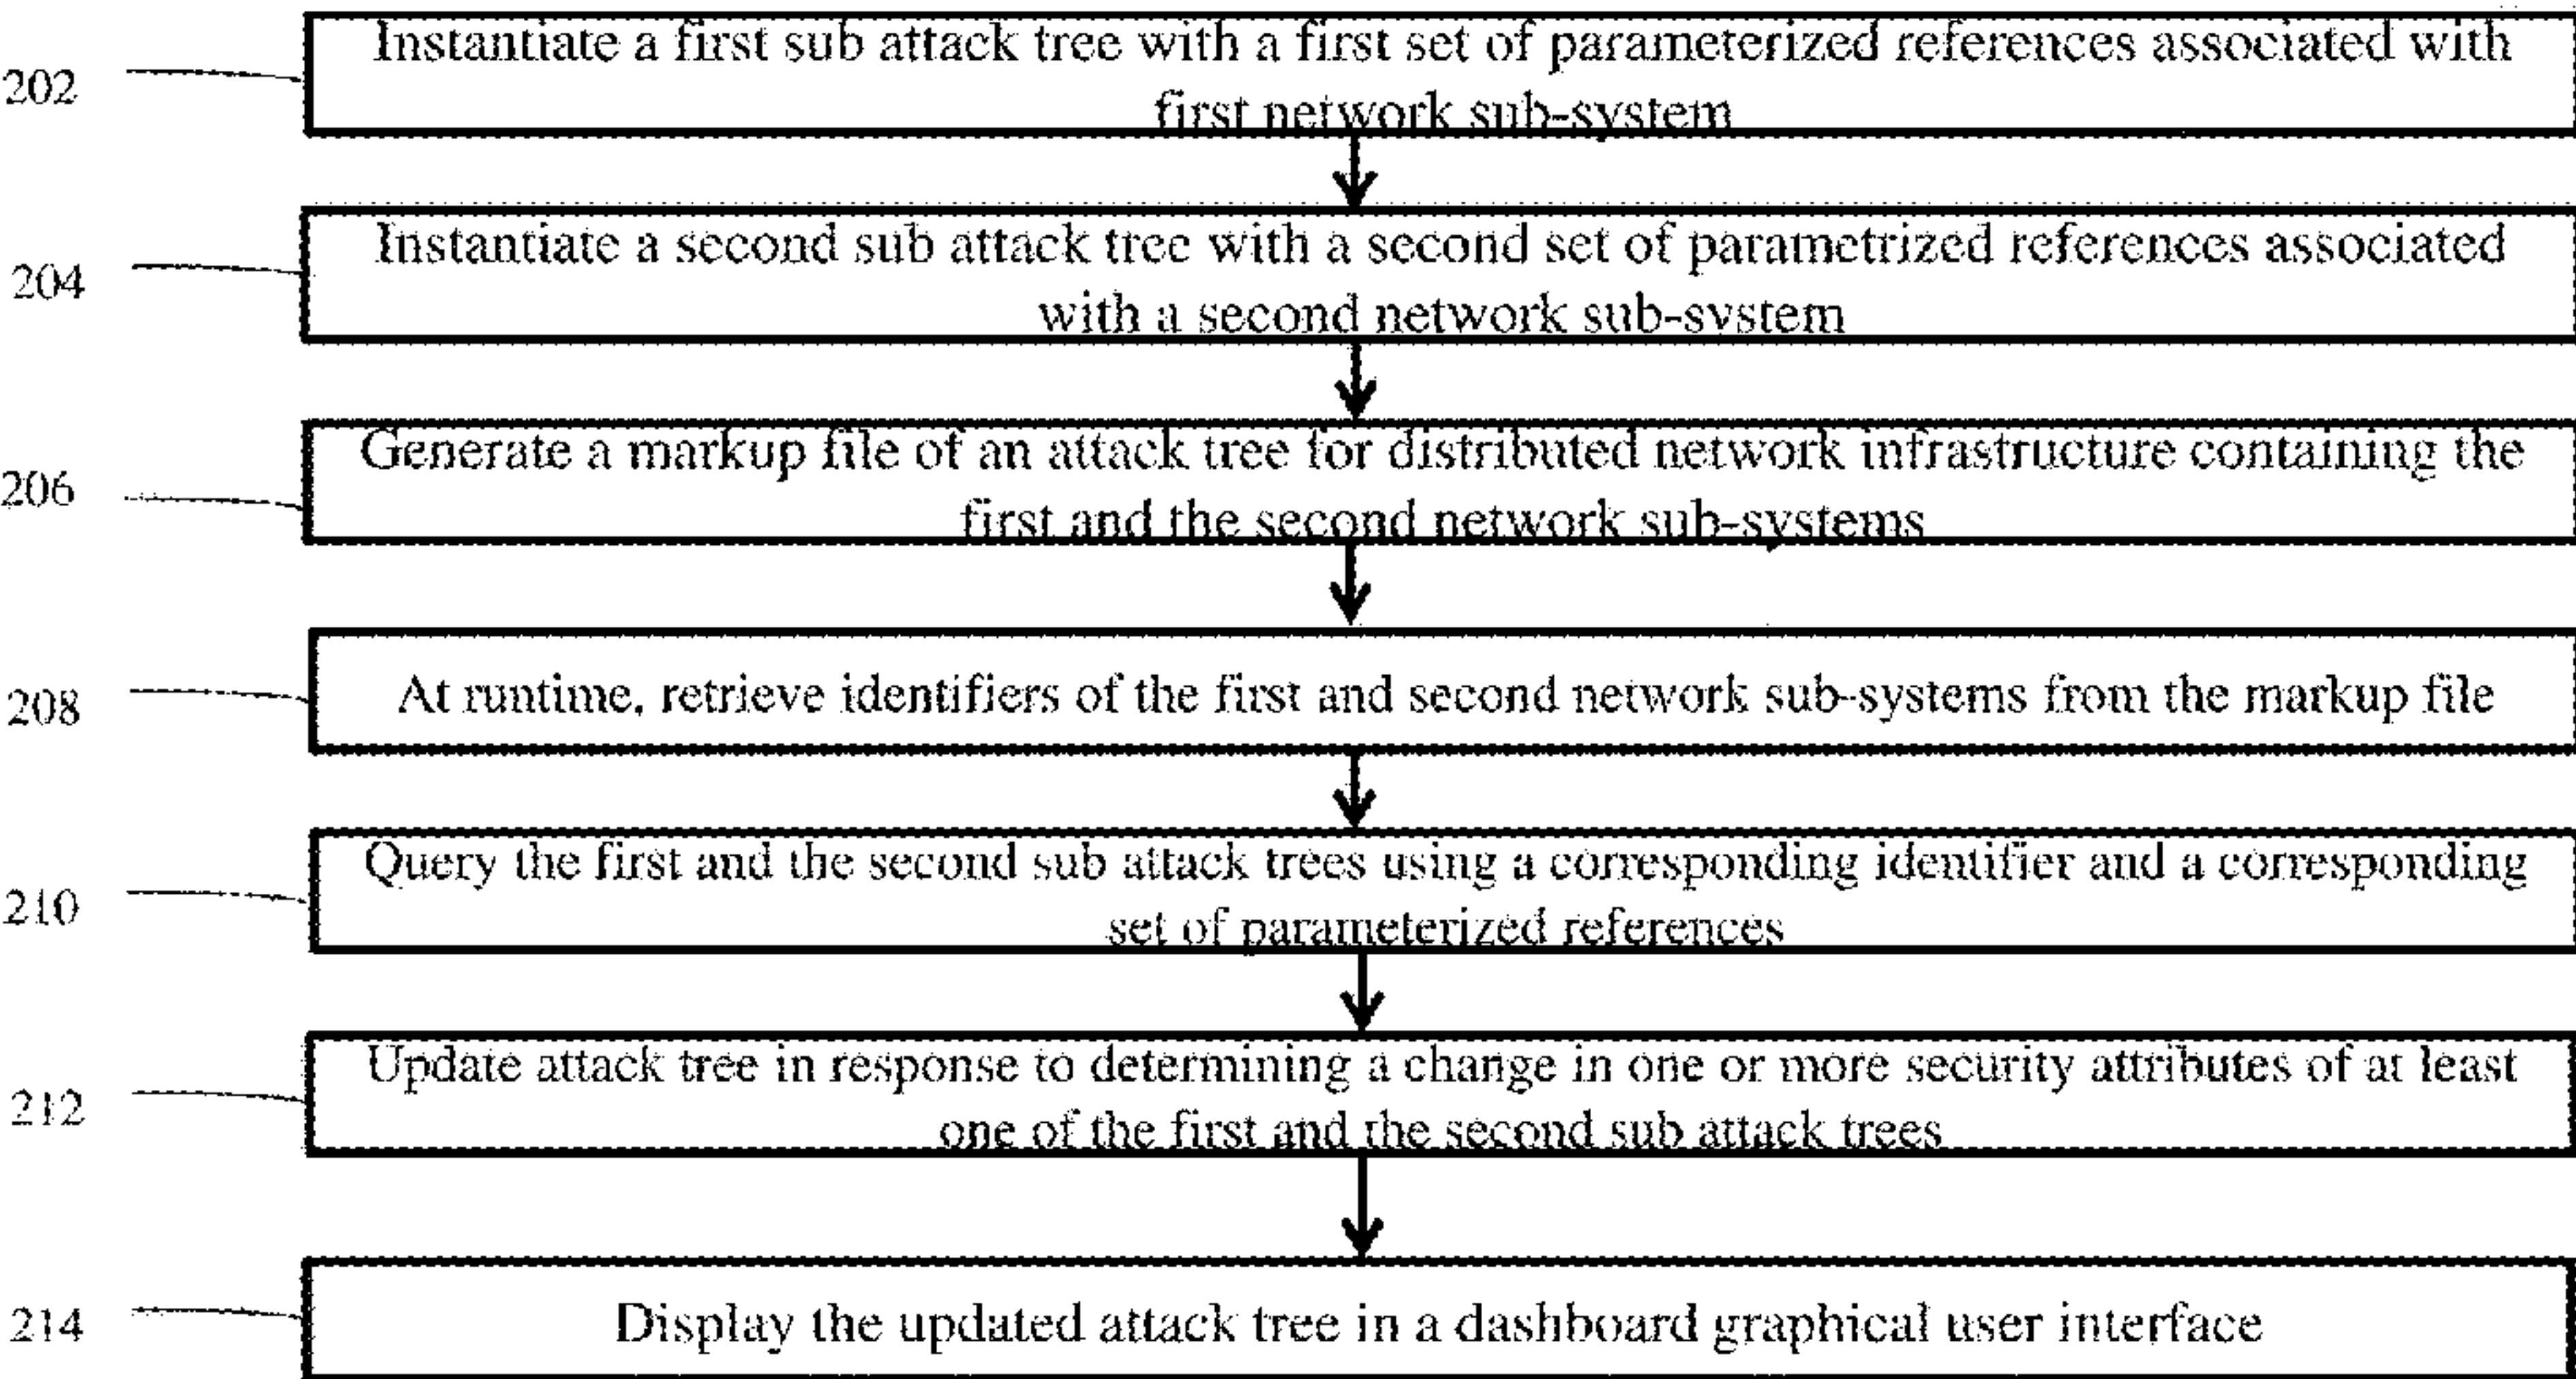 Instantiate a first sub attack tree with a first set of parameterized references associated with
202
first network sub-system
Instantiate a second sub attack tree with a second set of parametrized references associated
204
with a second network sub-system
Generate a markup file of an attack tree for distributed network infrastructure containing the
206
first and the second network sub-systems
208
At runtime, retrieve identifiers of the first and second network sub-systems from the markup file
Query the first and the second sub attack trees using a corresponding identifier and a corresponding
210
set of parameterized references
Update attack tree in response to determining a change in one or more security attributes of at least
212
one of the first and the second sub attack trees
214
Display the updated attack tree in a dashboard graphical user interface